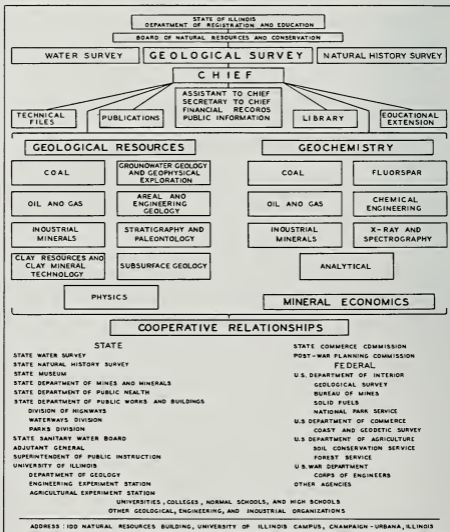 STATE OF ILLINOIS
DEPARTMENT OF REGISTRATION AND EDUCATION
BOARD OF NATURAL RESOURCES AND CONSERVATION
WATER SURVEY
GEOLOGICAL SURVEY
NATURAL HISTORY SURVEY
CHIEF
TECHNICAL
FILES
PUBLICATIONS
ASSISTANT TO CHIEF
SECRETARY TO CHIEF
FINANCIAL RECORDS
PUBLIC INFORMATION
LIBRARY
EDUCATIONAL
EXTENSION
GEOLOGICAL RESOURCES
COAL
GROUNDWATER GEOLOGY
AND GEOPHYSICAL
EXPLORATION
OIL AND GAS
AREAL AND
ENGINEERING
GEOLOGY
INDUSTRIAL
MINERALS
STRATIGRAPHY AND
PALEONTOLOGY
CLAY RESOURCES AND
CLAY MINERAL
TECHNOLOGY
SUBSURFACE GEOLOGY
PHYSICS
GEOCHEMISTRY
COAL
FLUORSPAR
OIL AND GAS
CHEMICAL
ENGINEERING
INDUSTRIAL
MINERALS
X-RAY AND
SPECTROGRAPHY
ANALYTICAL
MINERAL ECONOMICS
COOPERATIVE RELATIONSHIPS
STATE
STATE WATER SURVEY
STATE NATURAL HISTORY SURVEY
STATE MUSEUM
STATE DEPARTMENT OF MINES AND MINERALS
STATE DEPARTMENT OF PUBLIC HEALTH
STATE DEPARTMENT OF PUBLIC WORKS AND BUILDINGS
DIVISION OF HIGHWAYS
WATERWAYS DIVISION
PARKS DIVISION
STATE SANITARY WATER BOARD
ADJUTANT GENERAL
SUPERINTENDENT OF PUBLIC INSTRUCTION
UNIVERSITY OF ILLINOIS
DEPARTMENT OF GEOLOGY
ENGINEERING EXPERIMENT STATION
AGRICULTURAL EXPERIMENT STATION
STATE COMMERCE COMMISSION
POST-WAR PLANNING COMMISSION
FEDERAL
U.S. DEPARTMENT OF INTERIOR
GEOLOGICAL SURVEY
BUREAU OF MINES
SOLID FUELS
NATIONAL PARK SERVICE
U.S DEPARTMENT OF COMMERCE
COAST AND GEODETIC SURVEY
U.S. DEPARTMENT OF AGRICULTURE
SOIL CONSERVATION SERVICE
FOREST SERVICE
U.S. WAR DEPARTMENT
CORPS OF ENGINEERS
OTHER AGENCIES
UNIVERSITIES, COLLEGES, NORMAL SCHOOLS, AND HIGH SCHOOLS
OTHER GEOLOGICAL, ENGINEERING, AND INDUSTRIAL ORGANIZATIONS
ADDRESS: 100 NATURAL RESOURCES BUILDING, UNIVERSITY OF ILLINOIS CAMPUS, CHAMPAIGN-URBANA, ILLINOIS